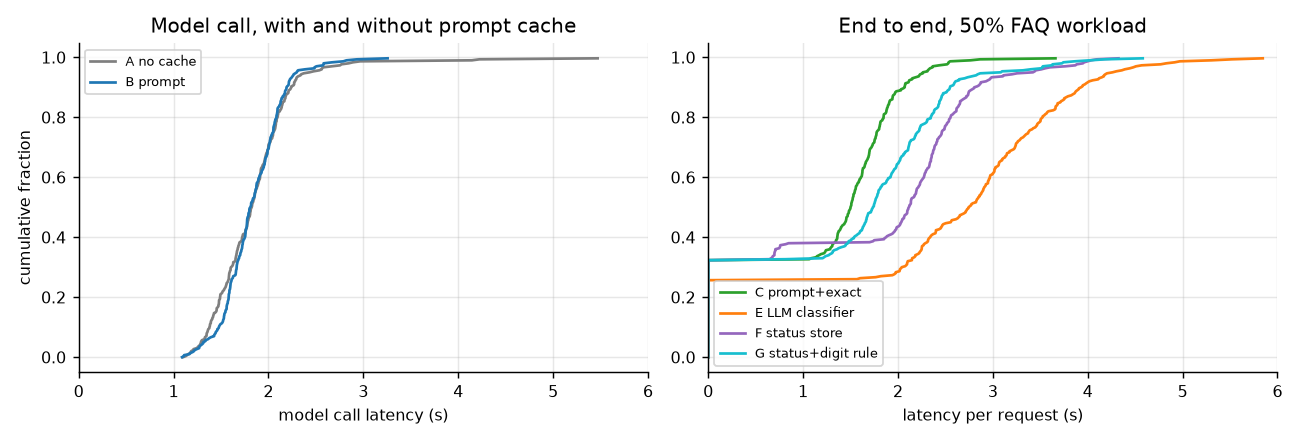 Model call, with and without prompt cache
1.0
0.8
0.6
0.4
0.2
0.0
cumulative fraction
A no cache
B prompt
0 1 2 3 4 5 6
model call latency (s)
End to end, 50% FAQ workload
1.0
0.8
0.6
0.4
0.2
0.0
C prompt+exact
E LLM classifier
F status store
G status+digit rule
0 1 2 3 4 5 6
latency per request (s)